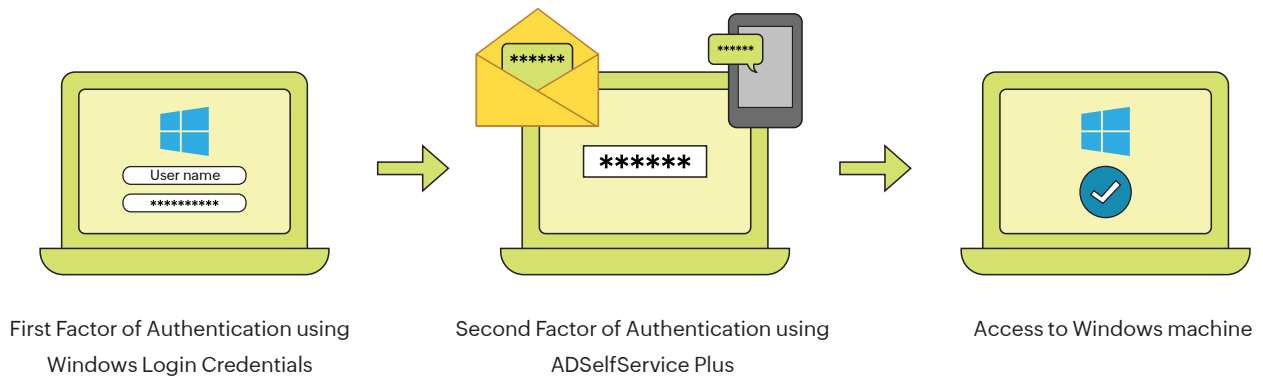 User name
**********
******
******
******
First Factor of Authentication using
Windows Login Credentials
Second Factor of Authentication using
ADSelfService Plus
Access to Windows machine